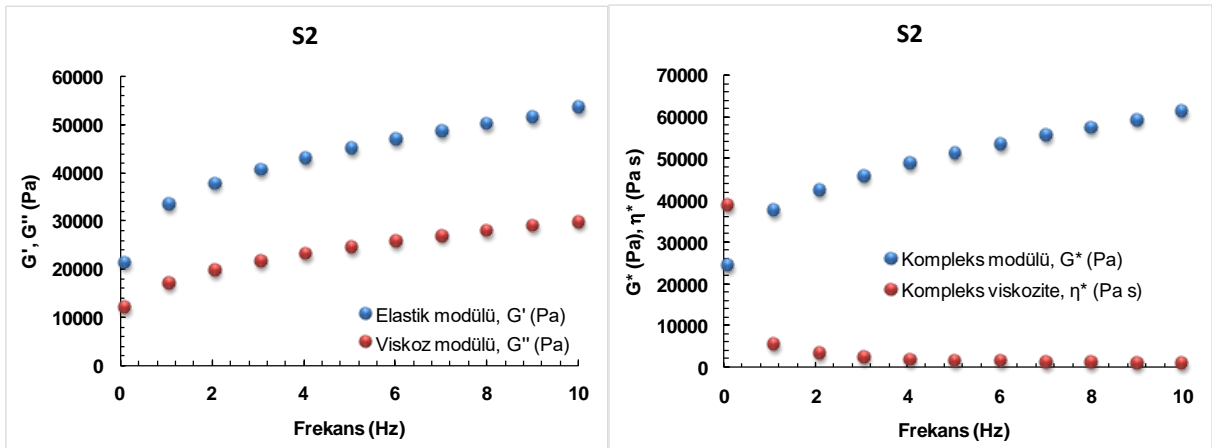 S2
60000
50000
40000
30000
20000
10000
0
G', G'' (Pa)
Elastik modülü, G' (Pa)
Viskoz modülü, G'' (Pa)
0 2 4 6 8 10
Frekans (Hz)
S2
70000
60000
50000
40000
30000
20000
10000
0
G* (Pa), η* (Pa s)
Kompleks modülü, G* (Pa)
Kompleks viskozite, η* (Pa s)
0 2 4 6 8 10
Frekans (Hz)